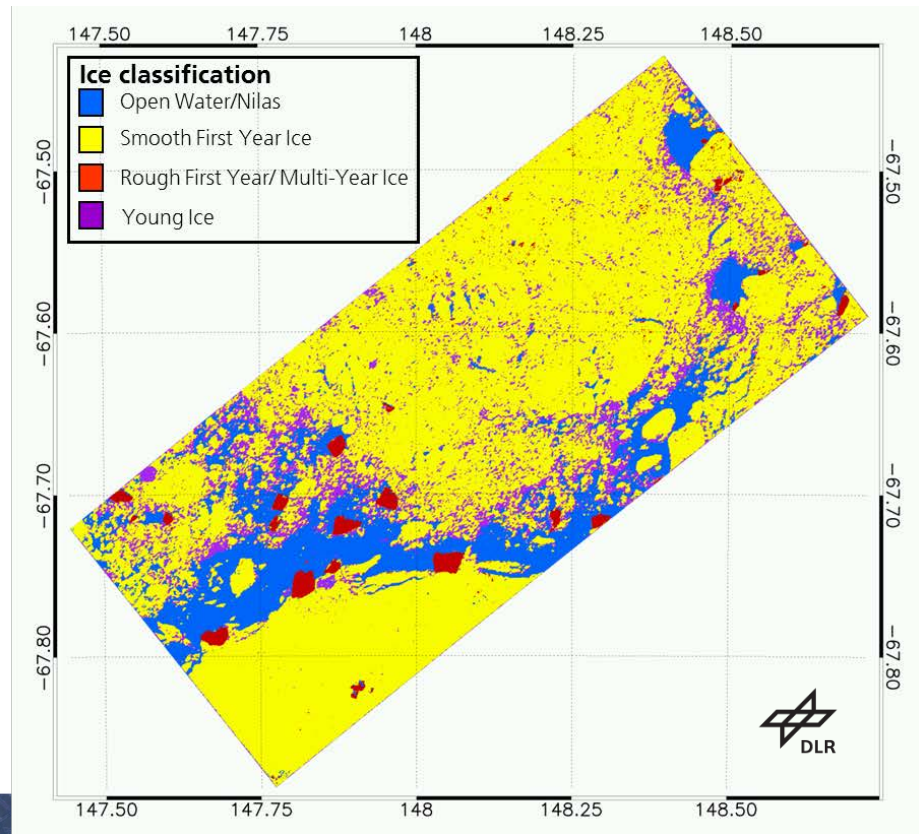 147.50 147.75 148 148.25 148.50
Ice classification
Open Water/Nilas
Smooth First Year Ice
Rough First Year/ Multi-Year Ice
Young Ice
−67.50 −67.50
−67.60 −67.60
−67.70 −67.70
−67.80 −67.80
DLR
147.50 147.75 148 148.25 148.50